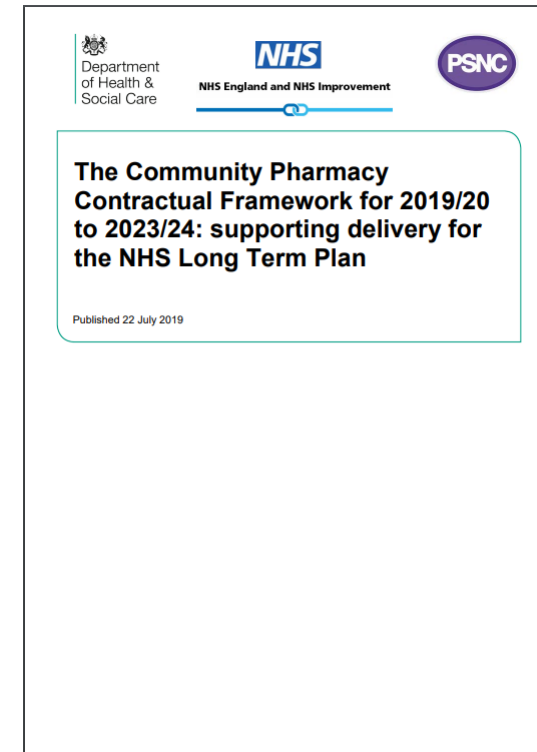 Department
of Health &
Social Care
NHS
NHS England and NHS Improvement
PSNC
The Community Pharmacy
Contractual Framework for 2019/20
to 2023/24: supporting delivery for
the NHS Long Term Plan
Published 22 July 2019